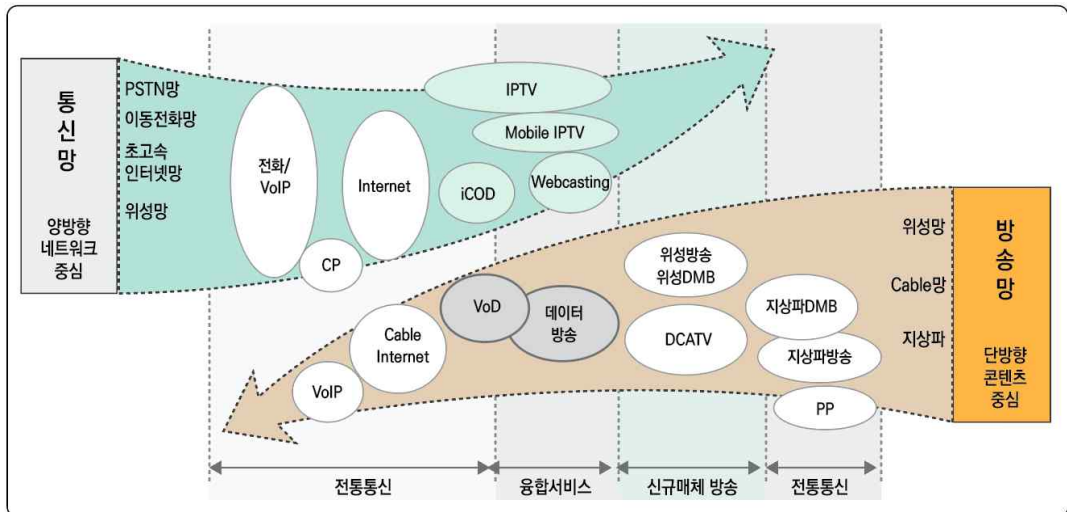 통신망
양방향
네트워크
중심
PSTN망
이동전화망
초고속
인터넷망
위성망
전화/
VoIP
CP
Internet
iCOD
IPTV
Mobile IPTV
Webcasting
VoIP
Cable
Internet
VoD
데이터
방송
위성방송
위성DMB
DCATV
지상파DMB
지상파방송
PP
위성망
Cable망
지상파
방송망
단방향
콘텐츠
중심
전통통신
융합서비스
신규매체 방송
전통통신